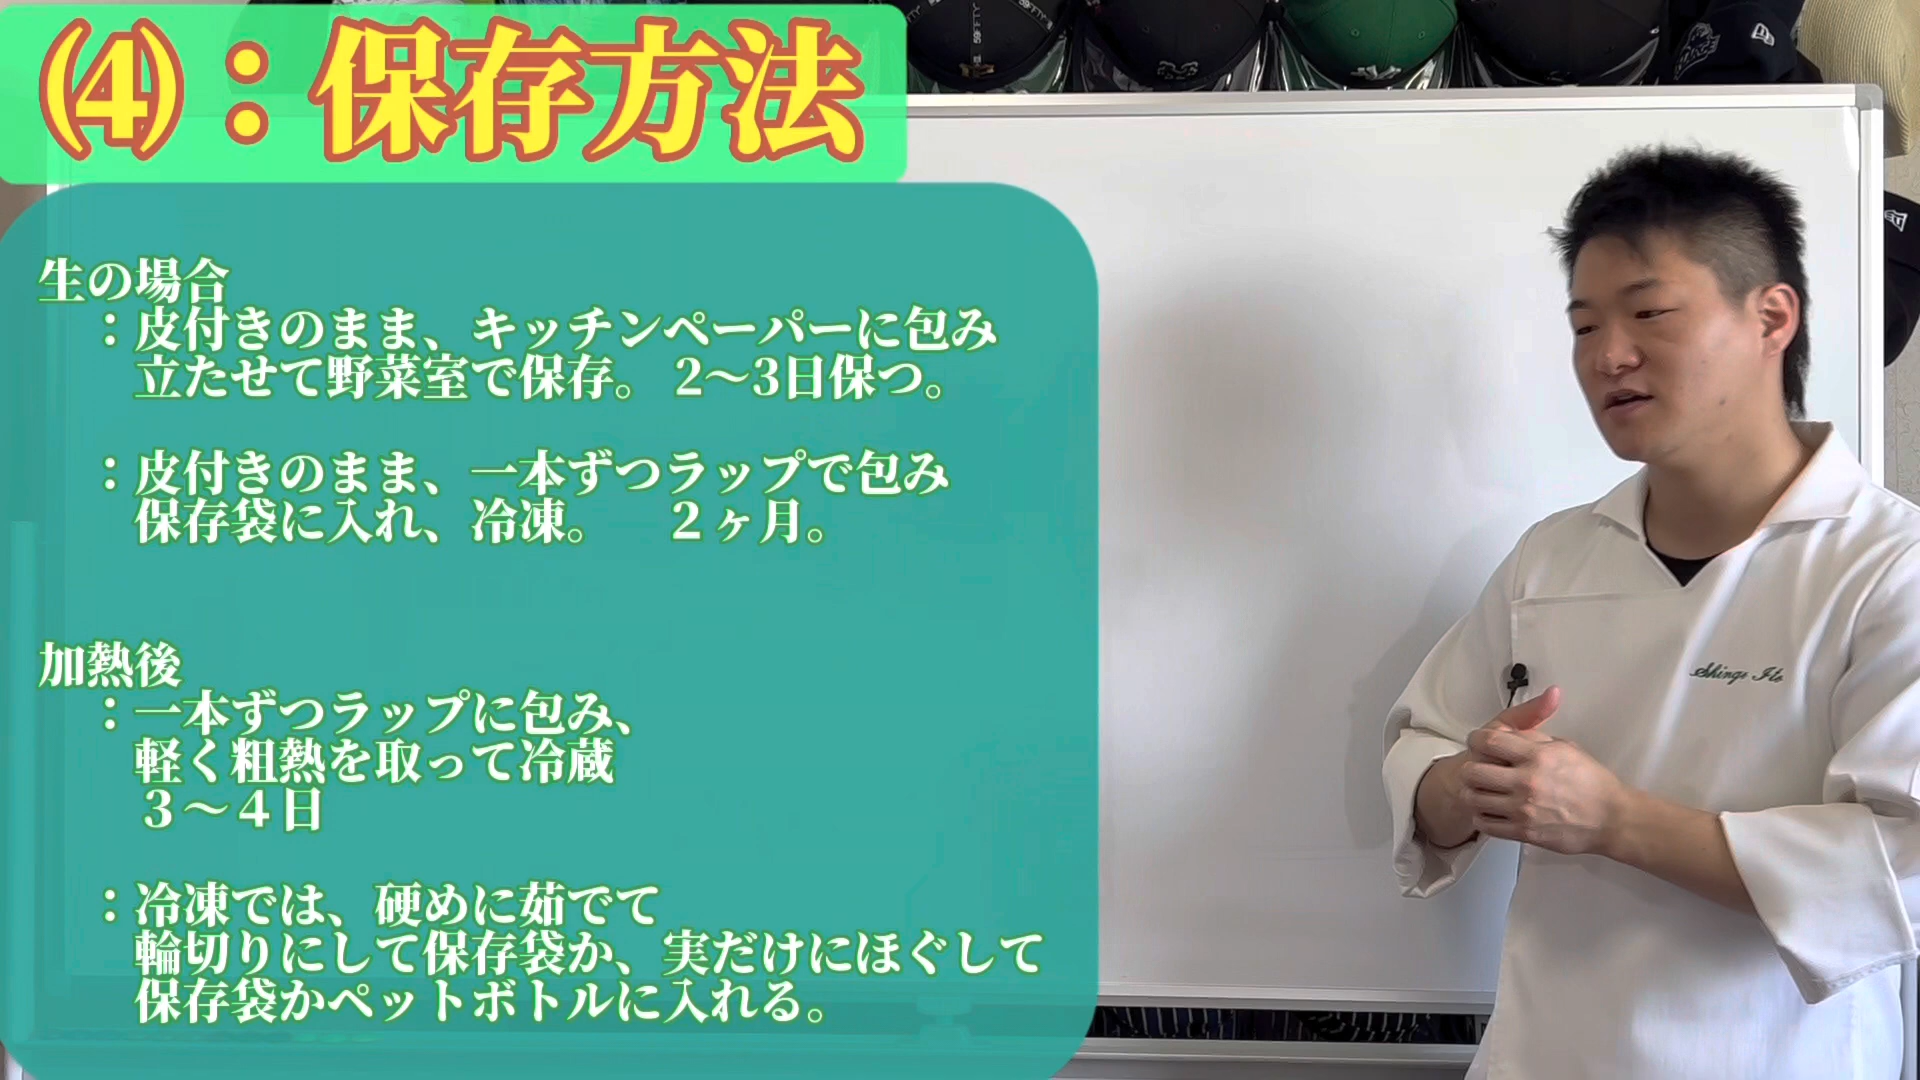 (4)：保存方法
生の場合
：皮付きのまま、キッチンペーパーに包み
立たせて野菜室で保存。 2〜3日保つ。
：皮付きのまま、一本ずつラップで包み
保存袋に入れ、冷凍。　２ヶ月。
加熱後
：一本ずつラップに包み、
軽く粗熱を取って冷蔵
３〜４日
：冷凍では、硬めに茹でて
輪切りにして保存袋か、実だけにほぐして
保存袋かペットボトルに入れる。
Shingo Ito